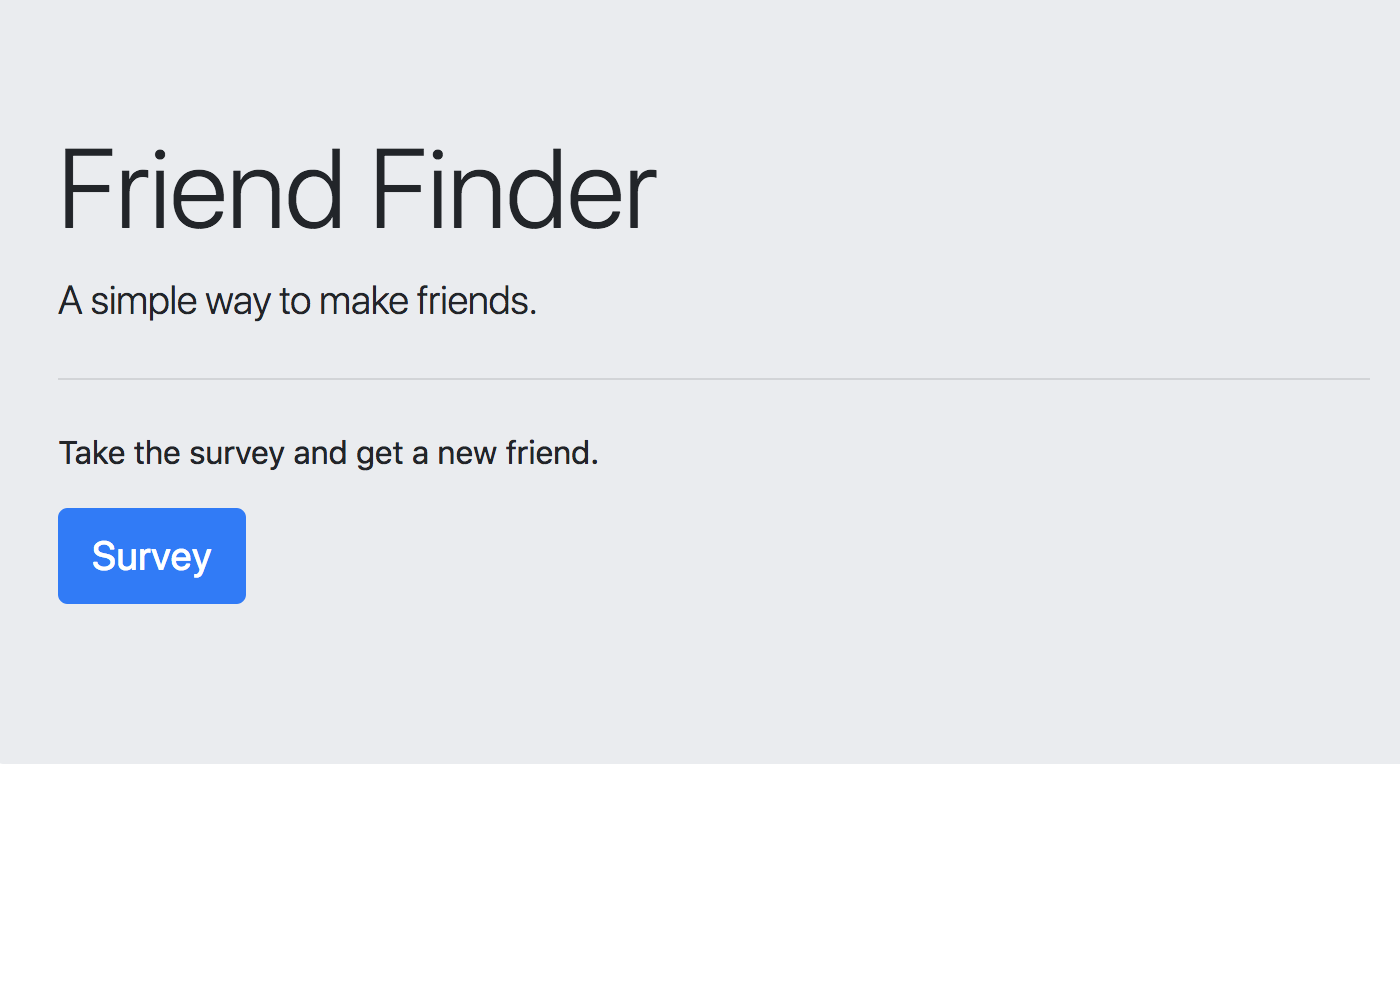 Friend Finder
A simple way to make friends.
Take the survey and get a new friend.
Survey